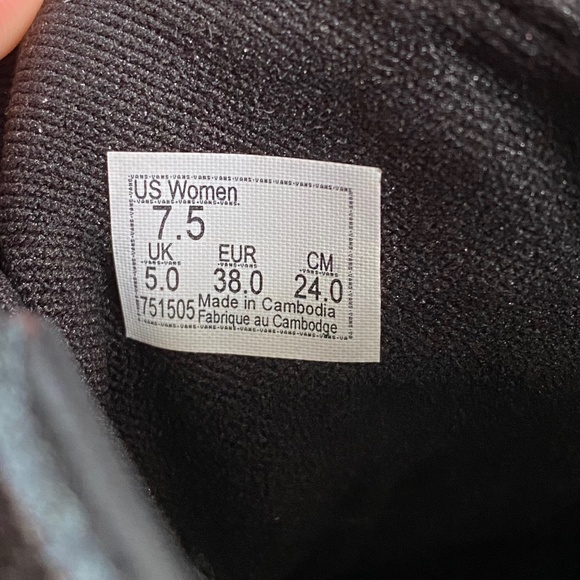 US Women
7.5
UK EUR CM
5.0 38.0 24.0
751505 Made in Cambodia
Fabrique au Cambodge